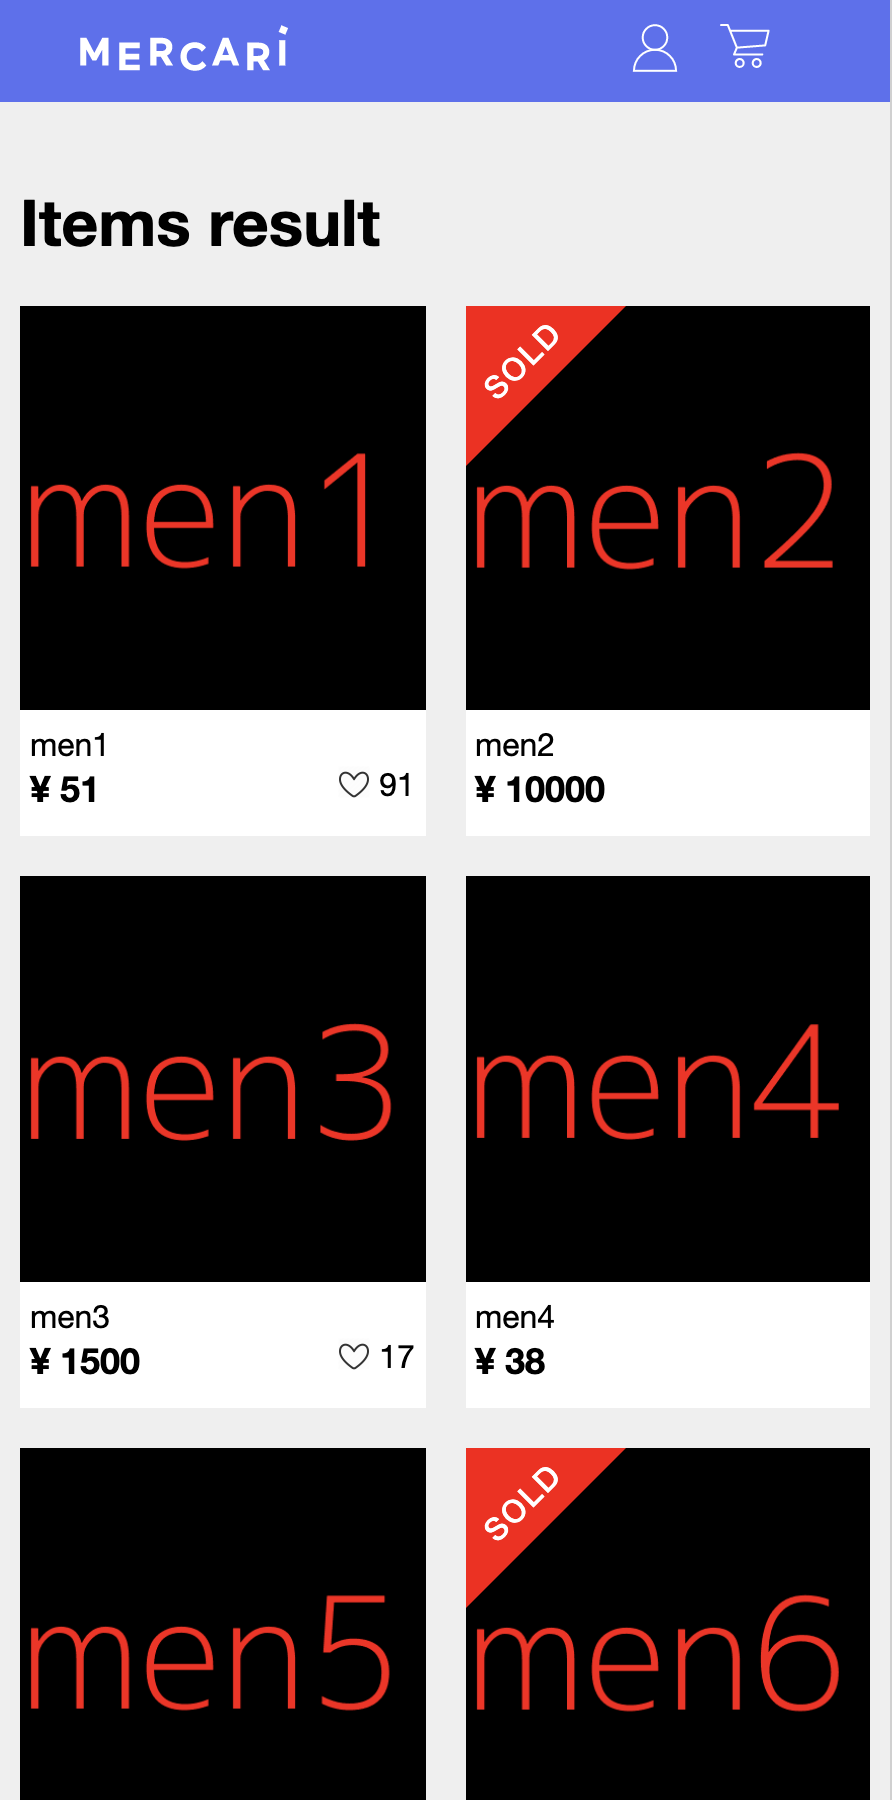 MERCARI
Items result
men1
SOLD
men2
men1
¥ 51
91
men2
¥ 10000
men3
men4
men3
¥ 1500
17
men4
¥ 38
men5
SOLD
men6